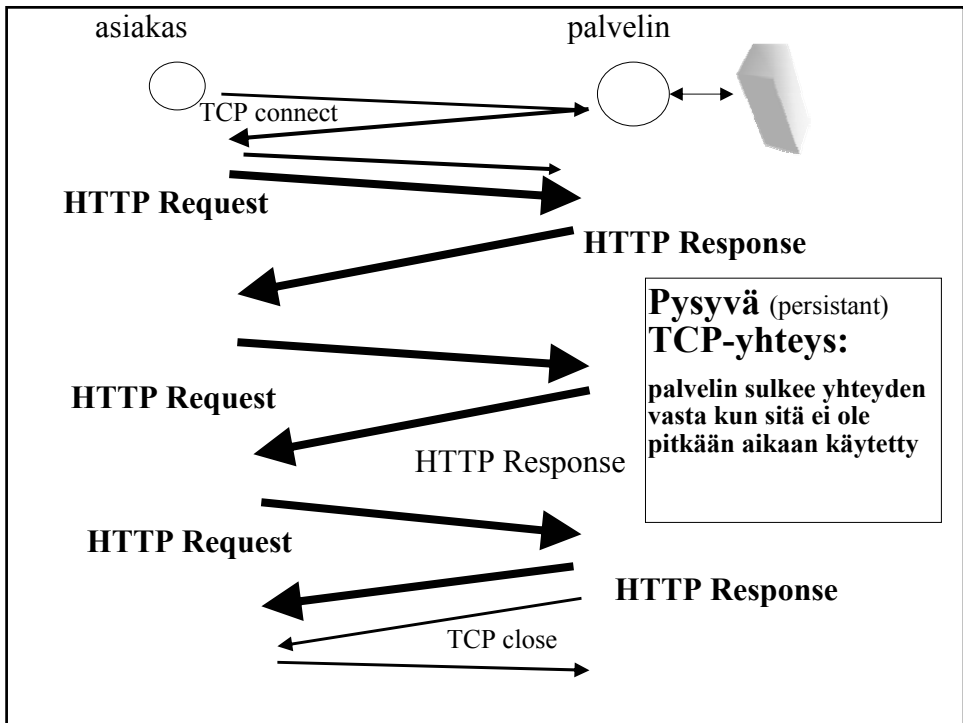 asiakas
palvelin
TCP connect
HTTP Request
HTTP Response
Pysyvä (persistant)
TCP-yhteys:
palvelin sulkee yhteyden
vasta kun sitä ei ole
pitkään aikaan käytetty
HTTP Request
HTTP Response
HTTP Request
HTTP Response
TCP close